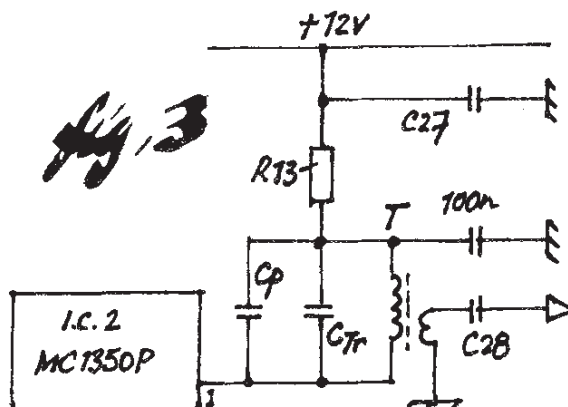 +12V
fig. 3
C27
R13
T
100n
Cp
CTr
C28
I.C. 2
MC1350P
1